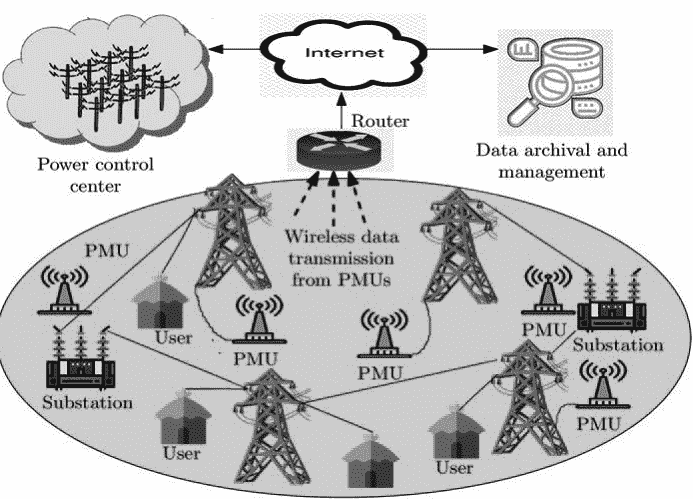 Internet
Router
Power control
center
Data archival and
management
Wireless data
transmission
from PMUs
PMU
User
PMU
PMU
PMU
Substation
Substation
User
User
PMU